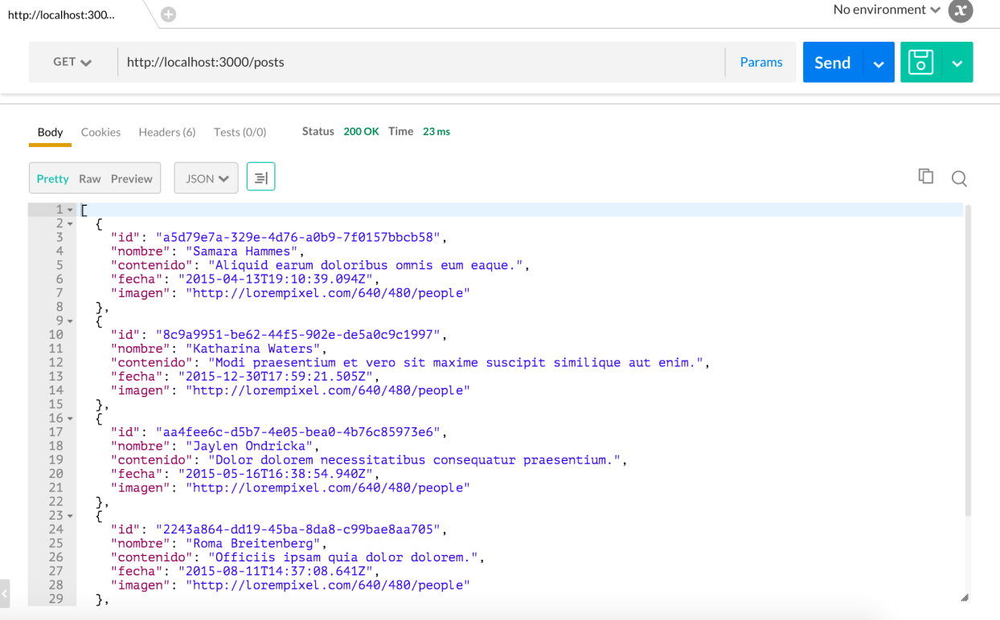 http://localhost:300...
No environment
GET http://localhost:3000/posts Params Send
Body Cookies Headers (6) Tests (0/0) Status 200 OK Time 23 ms
Pretty Raw Preview JSON
1 [
2 {
3 "id": "a5d79e7a-329e-4d76-a0b9-7f0157bbcb58",
4 "nombre": "Samara Hammes",
5 "contenido": "Aliquid earum doloribus omnis eum eaque.",
6 "fecha": "2015-04-13T19:10:39.094Z",
7 "imagen": "http://lorempixel.com/640/480/people"
8 },
9 {
10 "id": "8c9a9951-be62-44f5-902e-de5a0c9c1997",
11 "nombre": "Katharina Waters",
12 "contenido": "Modi praesentium et vero sit maxime suscipit similique aut enim.",
13 "fecha": "2015-12-30T17:59:21.505Z",
14 "imagen": "http://lorempixel.com/640/480/people"
15 },
16 {
17 "id": "aa4fee6c-d5b7-4e05-bea0-4b76c85973e6",
18 "nombre": "Jaylen Ondricka",
19 "contenido": "Dolor dolorem necessitatibus consequatur praesentium.",
20 "fecha": "2015-05-16T16:38:54.940Z",
21 "imagen": "http://lorempixel.com/640/480/people"
22 },
23 {
24 "id": "2243a864-dd19-45ba-8da8-c99bae8aa705",
25 "nombre": "Roma Breitenberg",
26 "contenido": "Officiis ipsam quia dolor dolorem.",
27 "fecha": "2015-08-11T14:37:08.641Z",
28 "imagen": "http://lorempixel.com/640/480/people"
29 },